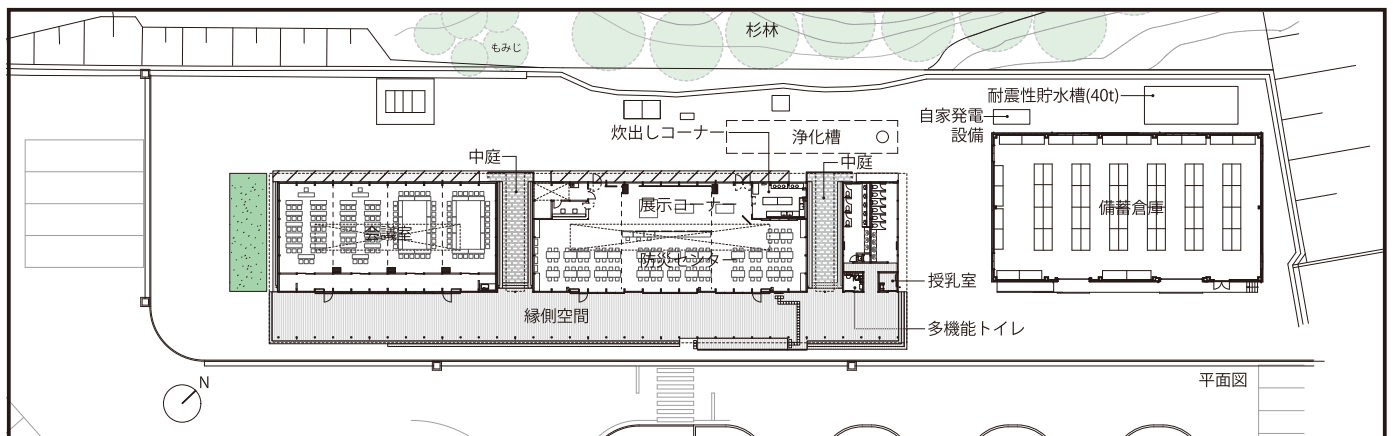 杉林
もみじ
耐震性貯水槽(40t)
自家発電
設備
炊出しコーナー
浄化槽
中庭
中庭
展示コーナー
備蓄倉庫
会議室
防災センター
授乳室
縁側空間
多機能トイレ
平面図
N